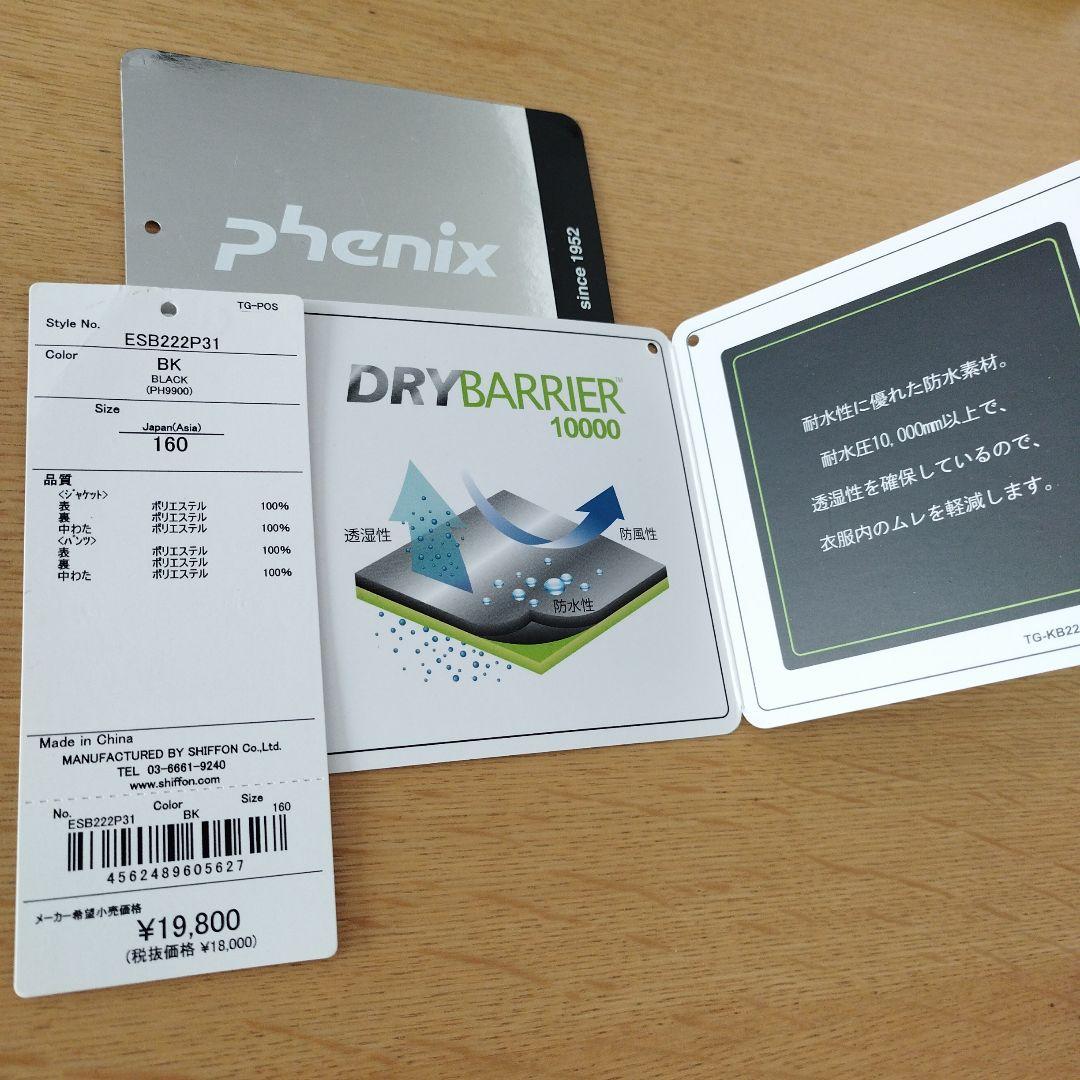 phenix
since 1952
TG-POS
Style No.
ESB222P31
Color
BK
BLACK
(PH9900)
Size
Japan(Asia)
160
品質
<ジャケット>
表 ポリエステル 100%
裏 ポリエステル
中わた ポリエステル 100%
<パンツ>
表 ポリエステル 100%
裏 ポリエステル
中わた ポリエステル 100%
Made in China
MANUFACTURED BY SHIFFON Co.,Ltd.
TEL 03-6661-9240
www.shiffon.com
No. Color Size
ESB222P31 BK 160
4562489605627
メーカー希望小売価格
¥19,800
(税抜価格 ¥18,000)
DRYBARRIER™
10000
透湿性
防風性
防水性
耐水性に優れた防水素材。
耐水圧10,000mm以上で、
透湿性を確保しているので、
衣服内のムレを軽減します。
TG-KB22